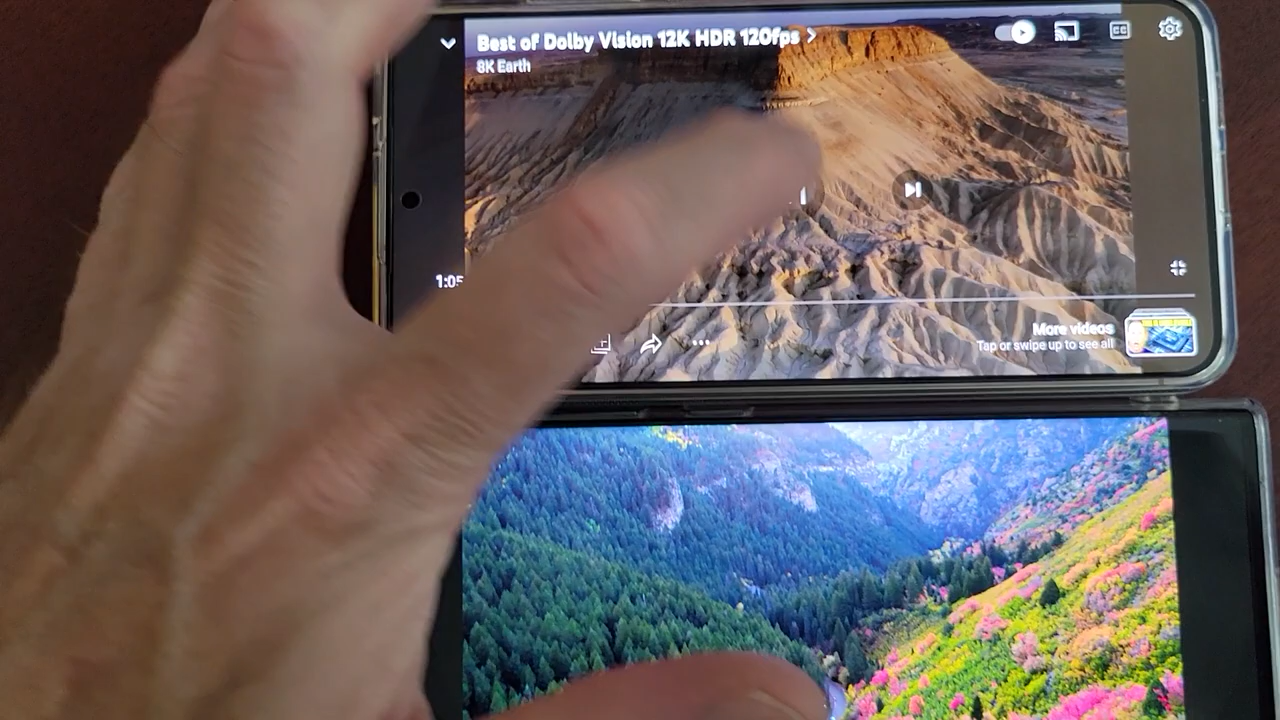 Best of Dolby Vision 12K HDR 120fps
8K Earth
1:05
More videos
Tap or swipe up to see all